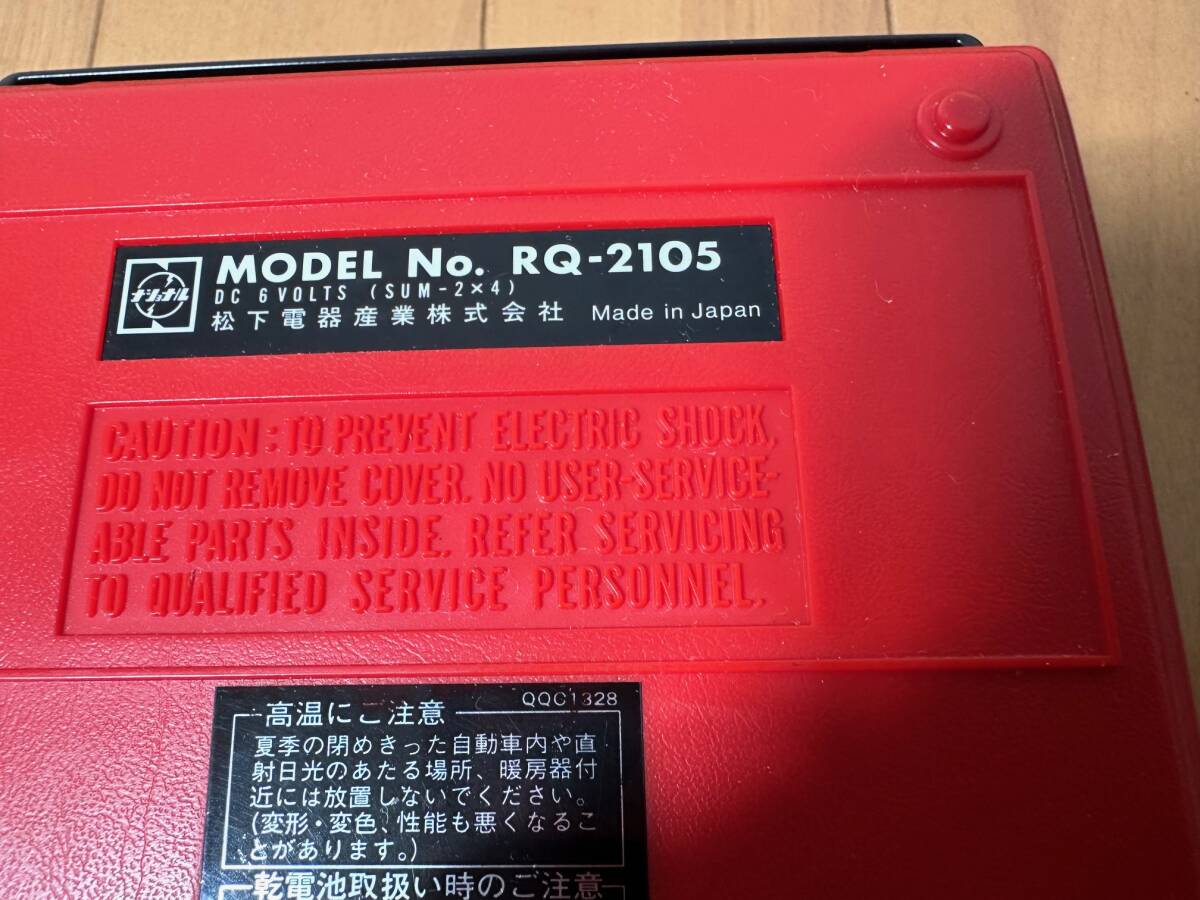 ナショナル
MODEL No. RQ-2105
DC 6 VOLTS (SUM-2×4)
松下電器産業株式会社 Made in Japan
CAUTION: TO PREVENT ELECTRIC SHOCK,
DO NOT REMOVE COVER. NO USER-SERVICE-
ABLE PARTS INSIDE. REFER SERVICING
TO QUALIFIED SERVICE PERSONNEL.
QQC1328
高温にご注意
夏季の閉めきった自動車内や直
射日光のあたる場所、暖房器付
近には放置しないでください。
(変形・変色、性能も悪くなるこ
とがあります。)
乾電池取扱い時のご注意